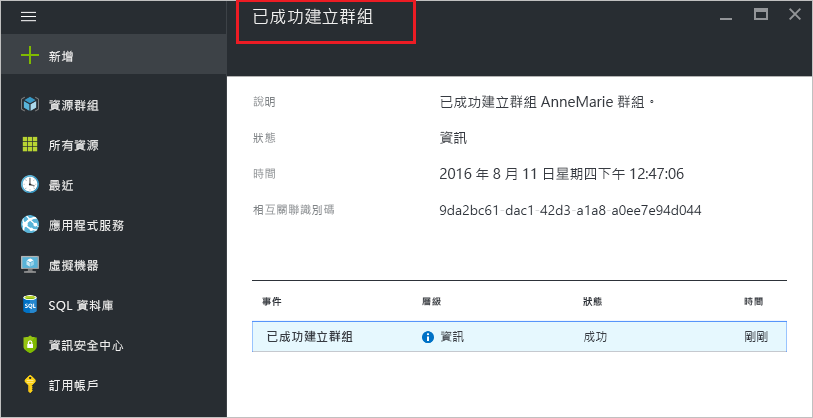 已成功建立群組
新增
資源群組
所有資源
最近
應用程式服務
虛擬機器
SQL 資料庫
資訊安全中心
訂用帳戶
說明 已成功建立群組 AnneMarie 群組。
狀態 資訊
時間 2016 年 8 月 11 日星期四下午 12:47:06
相互關聯識別碼 9da2bc61-dac1-42d3-a1a8-a0ee7e94d044
事件 層級 狀態 時間
已成功建立群組 資訊 成功 剛剛